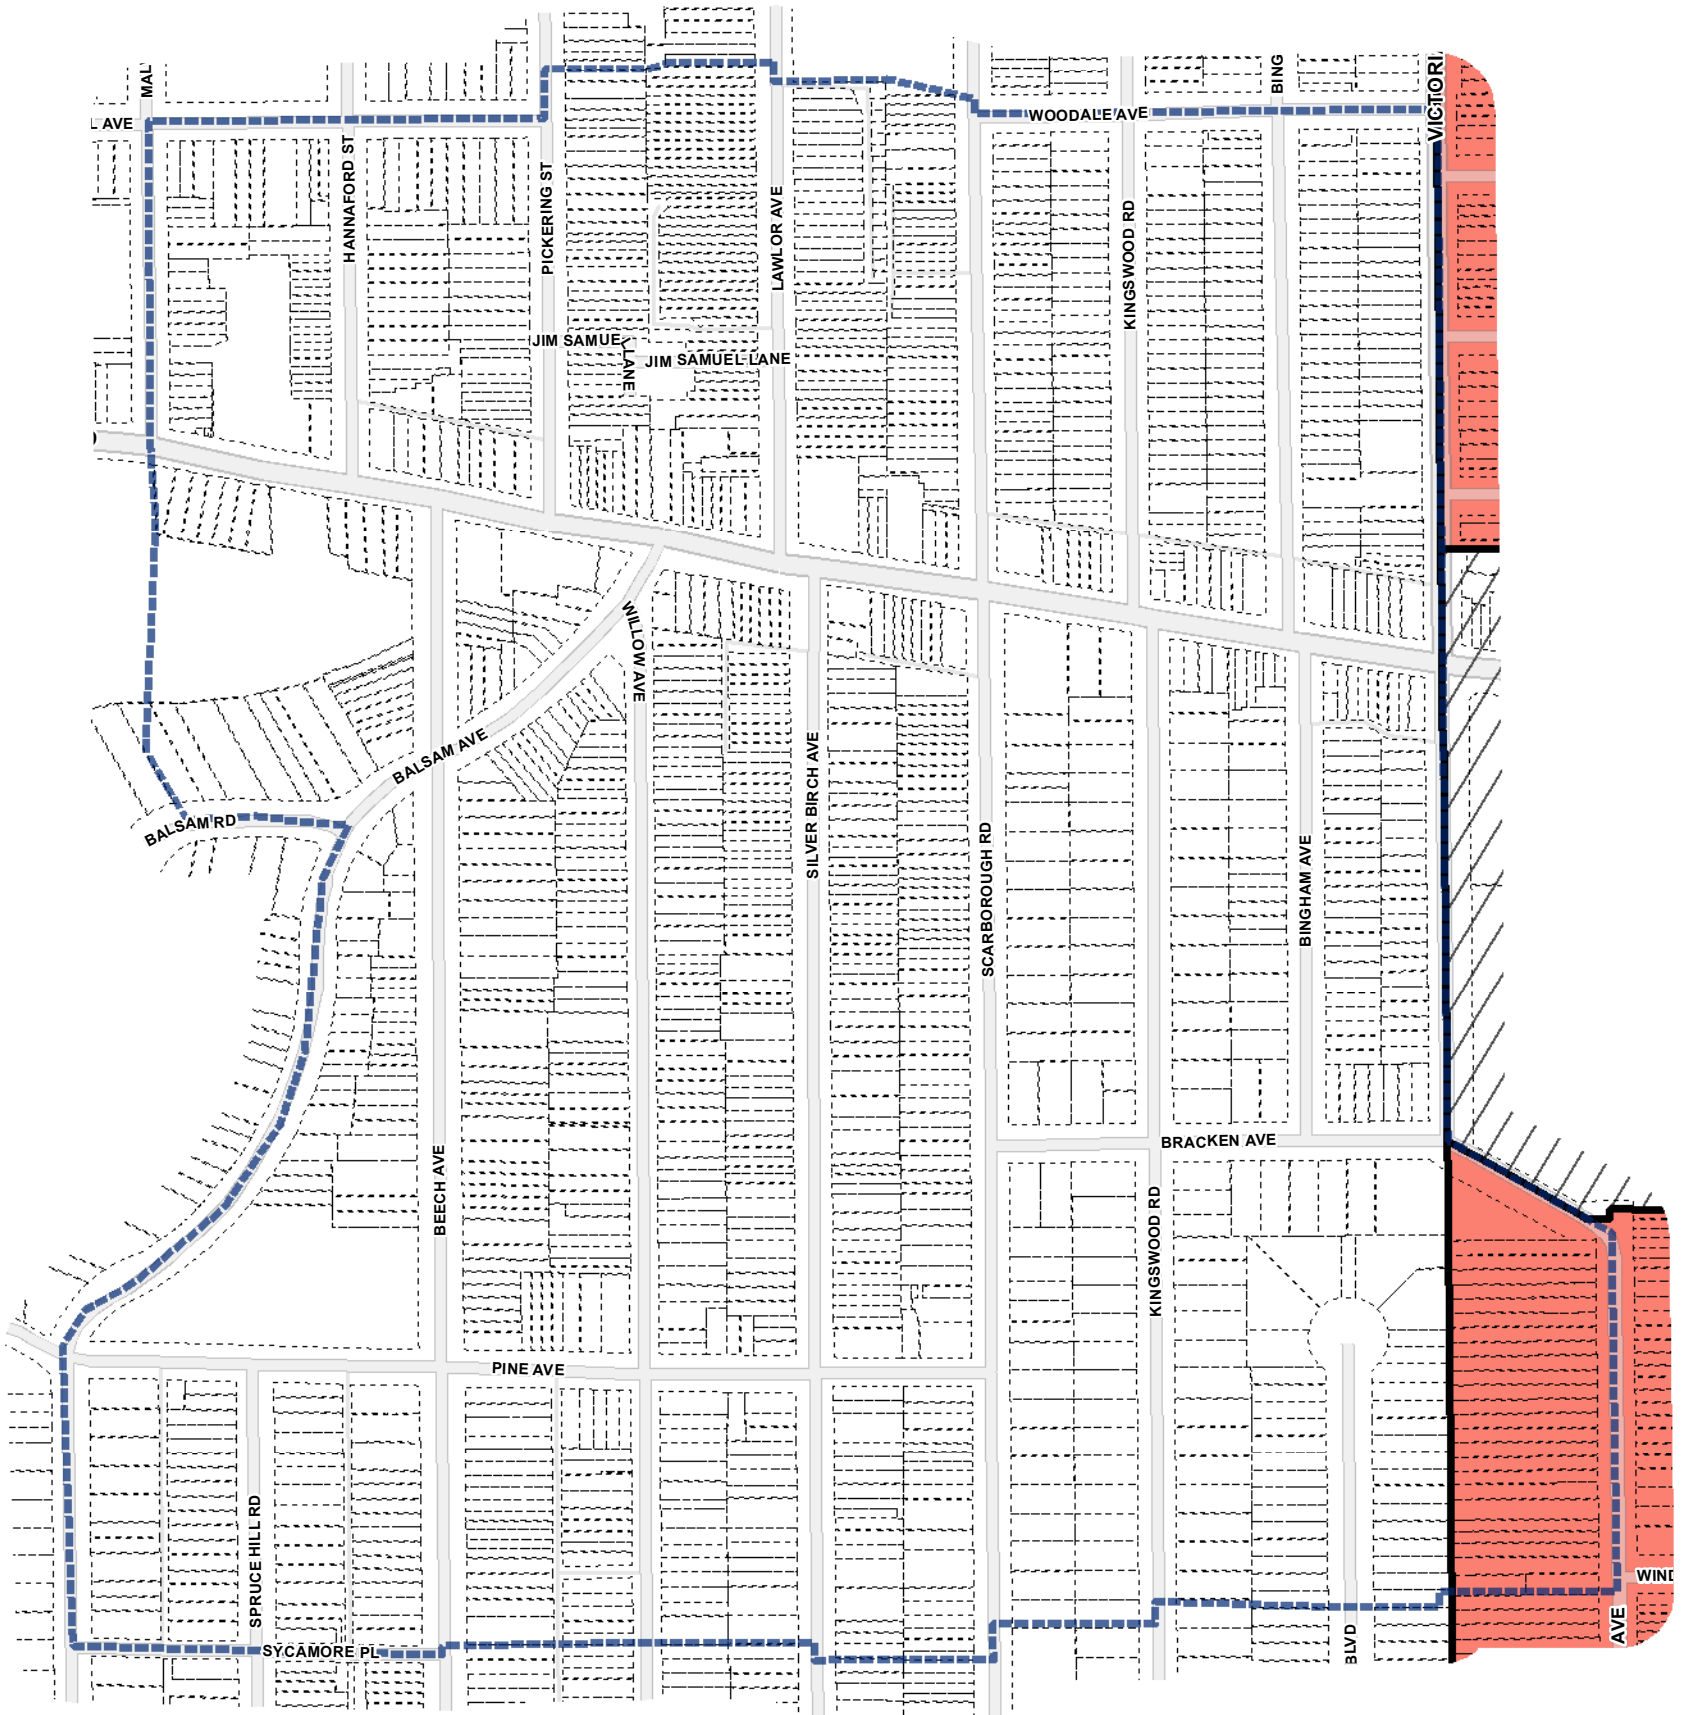 MAL
BING
VICTORI
L AVE
WOODALE AVE
HANNAFORD ST
PICKERING ST
LAWLOR AVE
KINGSWOOD RD
JIM SAMUE
L LANE
JIM SAMUEL LANE
WILLOW AVE
BALSAM AVE
BALSAM RD
SILVER BIRCH AVE
SCARBOROUGH RD
BINGHAM AVE
BRACKEN AVE
BEECH AVE
KINGSWOOD RD
PINE AVE
SPRUCE HILL RD
WIND
AVE
BLVD
SYCAMORE PL